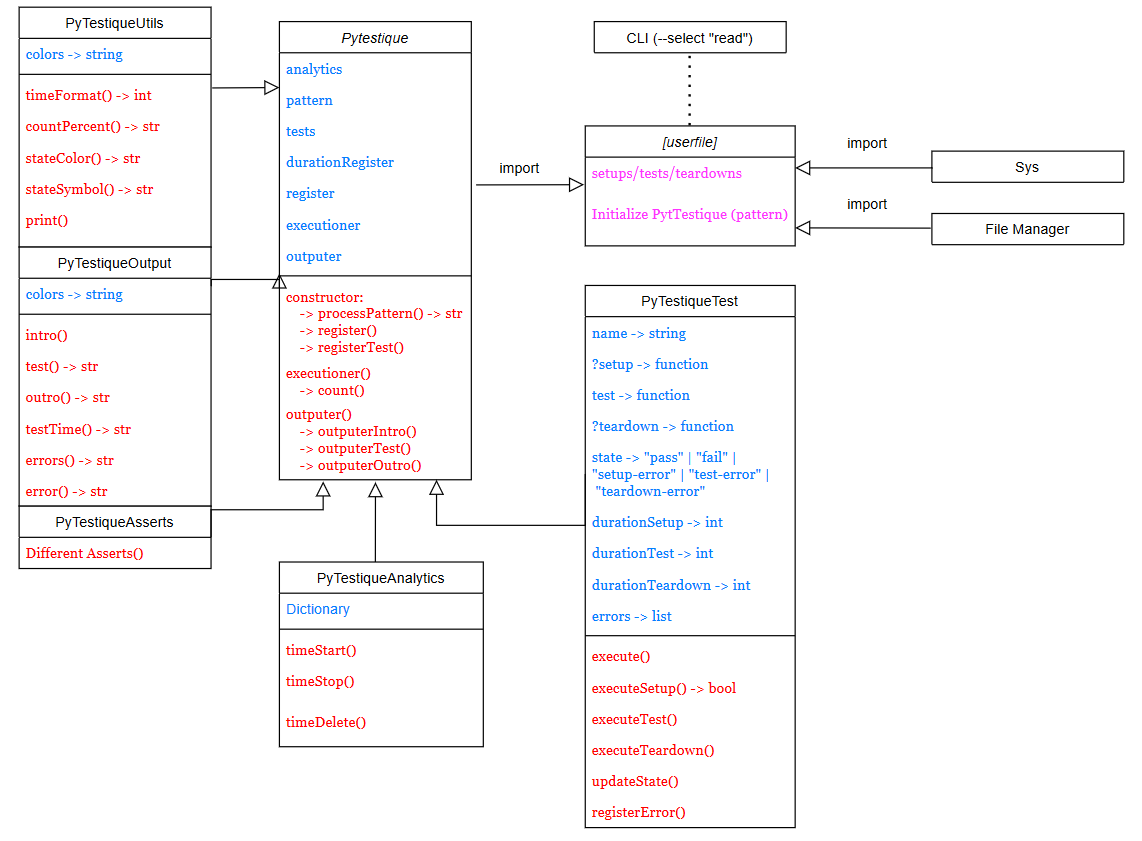 PyTestiqueUtils
colors -> string
timeFormat() -> int
countPercent() -> str
stateColor() -> str
stateSymbol() -> str
print()
PyTestiqueOutput
colors -> string
intro()
test() -> str
outro() -> str
testTime() -> str
errors() -> str
error() -> str
PyTestiqueAsserts
Different Asserts()
Pytestique
analytics
pattern
tests
durationRegister
register
executioner
outputer
constructor:
-> processPattern() -> str
-> register()
-> registerTest()
executioner()
-> count()
outputer()
-> outputerIntro()
-> outputerTest()
-> outputerOutro()
PyTestiqueAnalytics
Dictionary
timeStart()
timeStop()
timeDelete()
import
CLI (--select "read")
[userfile]
setups/tests/teardowns
Initialize PytTestique (pattern)
import
Sys
import
File Manager
PyTestiqueTest
name -> string
?setup -> function
test -> function
?teardown -> function
state -> "pass" | "fail" |
"setup-error" | "test-error" |
"teardown-error"
durationSetup -> int
durationTest -> int
durationTeardown -> int
errors -> list
execute()
executeSetup() -> bool
executeTest()
executeTeardown()
updateState()
registerError()